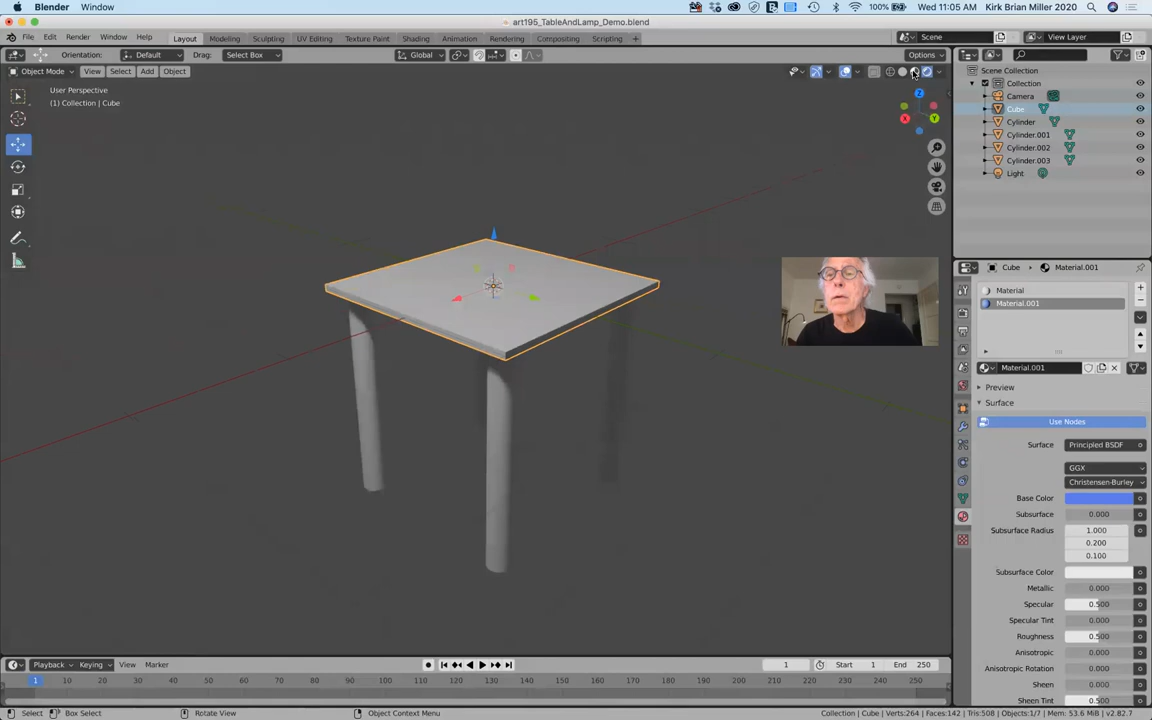 Blender Window 100% Wed 11:05 AM Kirk Brian Miller 2020
art195_TableAndLamp_Demo.blend
File Edit Render Window Help Layout Modeling Sculpting UV Editing Texture Paint Shading Animation Rendering Compositing Scripting Scene View Layer
Orientation: Default Drag: Select Box Global Options
Object Mode View Select Add Object
User Perspective
(1) Collection | Cube
Z
X
Y
Scene Collection
Collection
Camera
Cube
Cylinder
Cylinder.001
Cylinder.002
Cylinder.003
Light
Cube Material.001
Material
Material.001
Material.001
Preview
Surface
Use Nodes
Surface Principled BSDF
GGX
Christensen-Burley
Base Color
Subsurface 0.000
Subsurface Radius 1.000
0.200
0.100
Subsurface Color
Metallic 0.000
Specular 0.500
Specular Tint 0.000
Roughness 0.500
Anisotropic 0.000
Anisotropic Rotation 0.000
Sheen 0.000
Sheen Tint 0.500
Playback Keying View Marker 1 Start 1 End 250
1 10 20 30 40 50 60 70 80 90 100 110 120 130 140 150 160 170 180 190 200 210 220 230 240 250
Select Box Select Rotate View Object Context Menu Collection | Cube | Verts:264 | Faces:142 | Tris:508 | Objects:1/7 | Mem: 53.6 MiB | v2.82.7